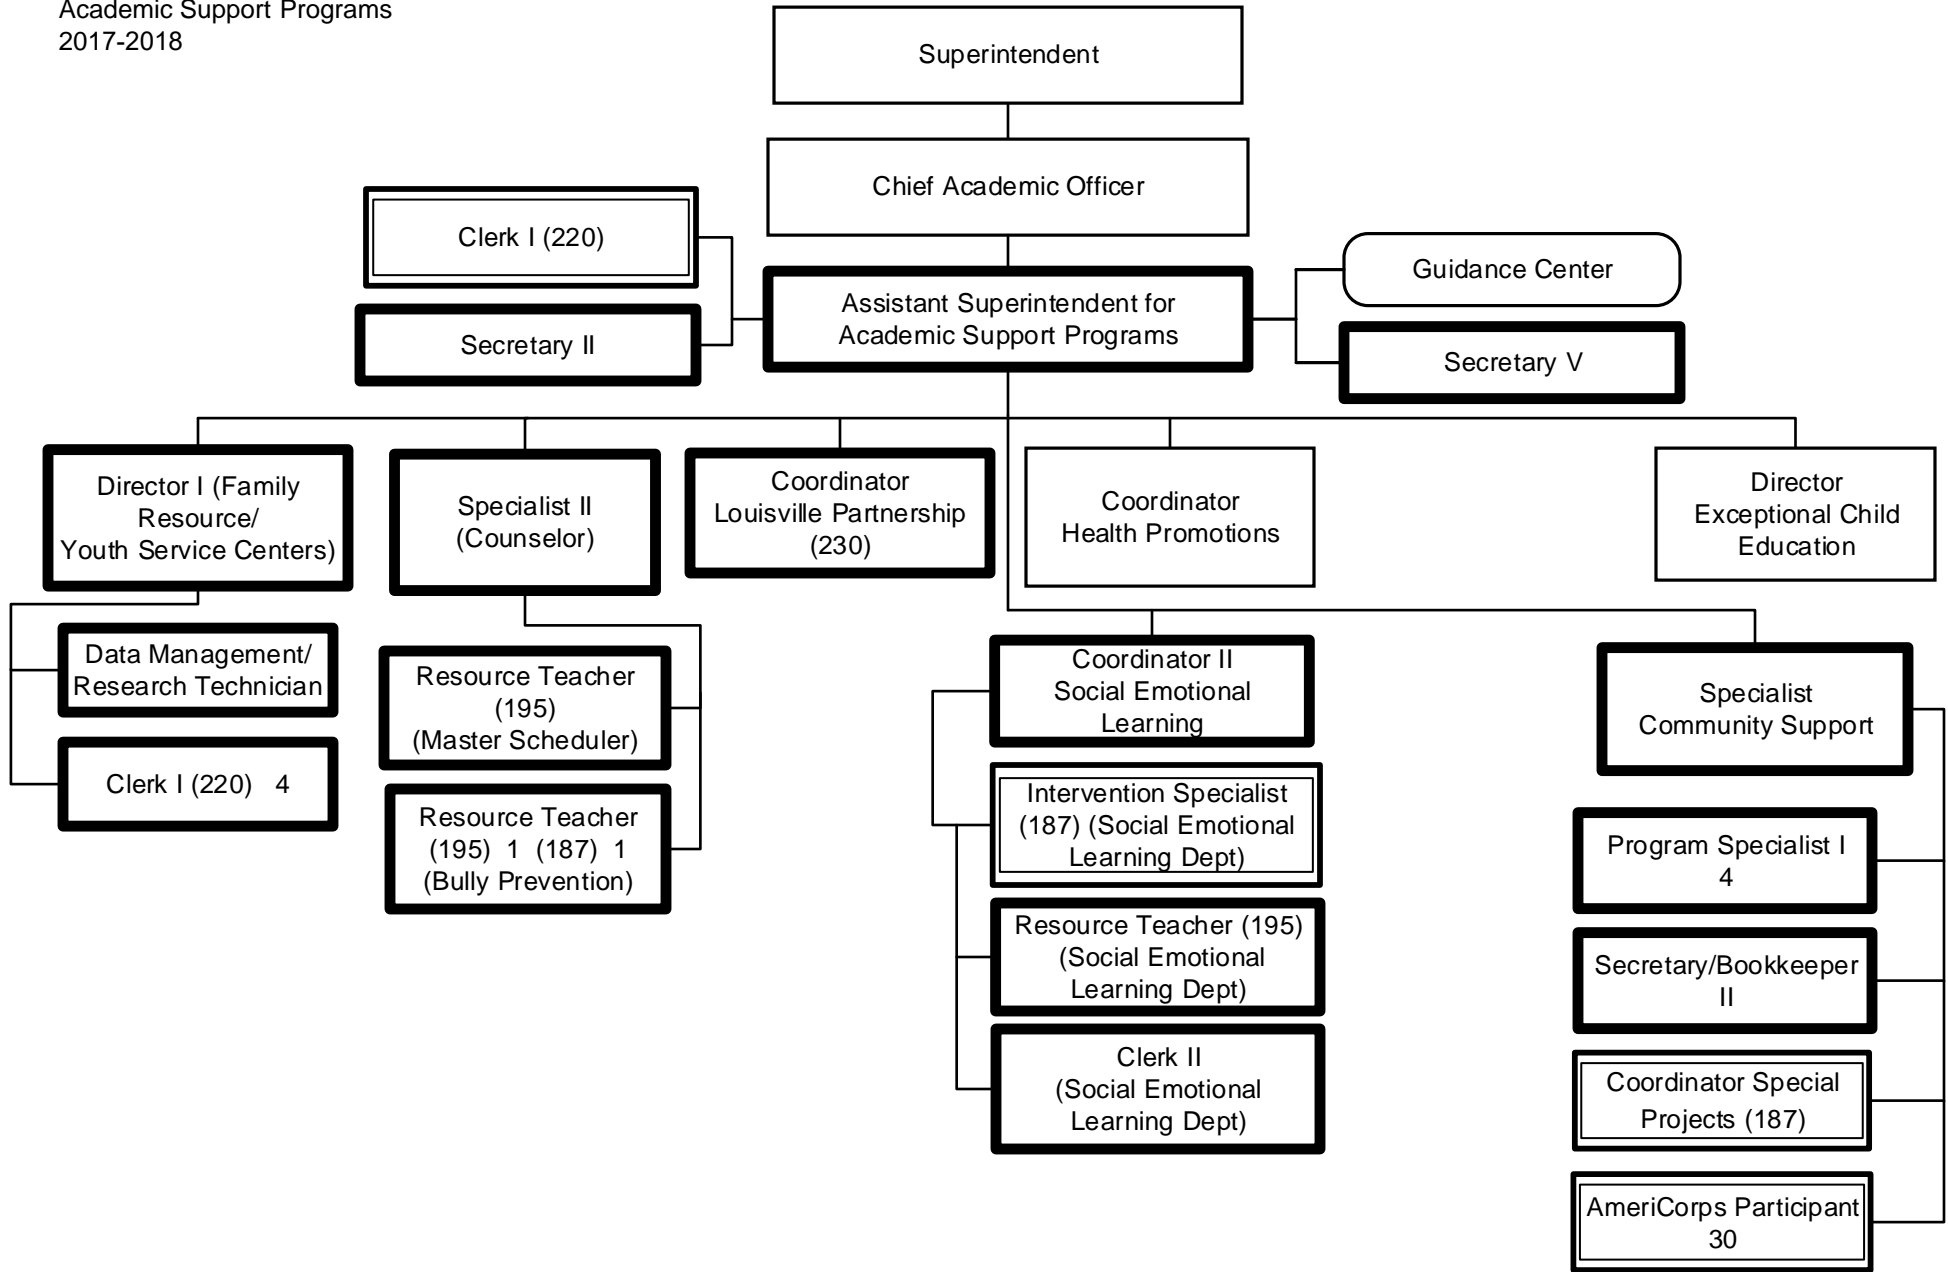 Academic Support Programs
2017-2018
Superintendent
Chief Academic Officer
Clerk I (220)
Secretary II
Assistant Superintendent for
Academic Support Programs
Guidance Center
Secretary V
Director I (Family
Resource/
Youth Service Centers)
Specialist II
(Counselor)
Coordinator
Louisville Partnership
(230)
Coordinator
Health Promotions
Director
Exceptional Child
Education
Data Management/
Research Technician
Clerk I (220) 4
Resource Teacher
(195)
(Master Scheduler)
Resource Teacher
(195) 1 (187) 1
(Bully Prevention)
Coordinator II
Social Emotional
Learning
Intervention Specialist
(187) (Social Emotional
Learning Dept)
Resource Teacher (195)
(Social Emotional
Learning Dept)
Clerk II
(Social Emotional
Learning Dept)
Specialist
Community Support
Program Specialist I
4
Secretary/Bookkeeper
II
Coordinator Special
Projects (187)
AmeriCorps Participant
30